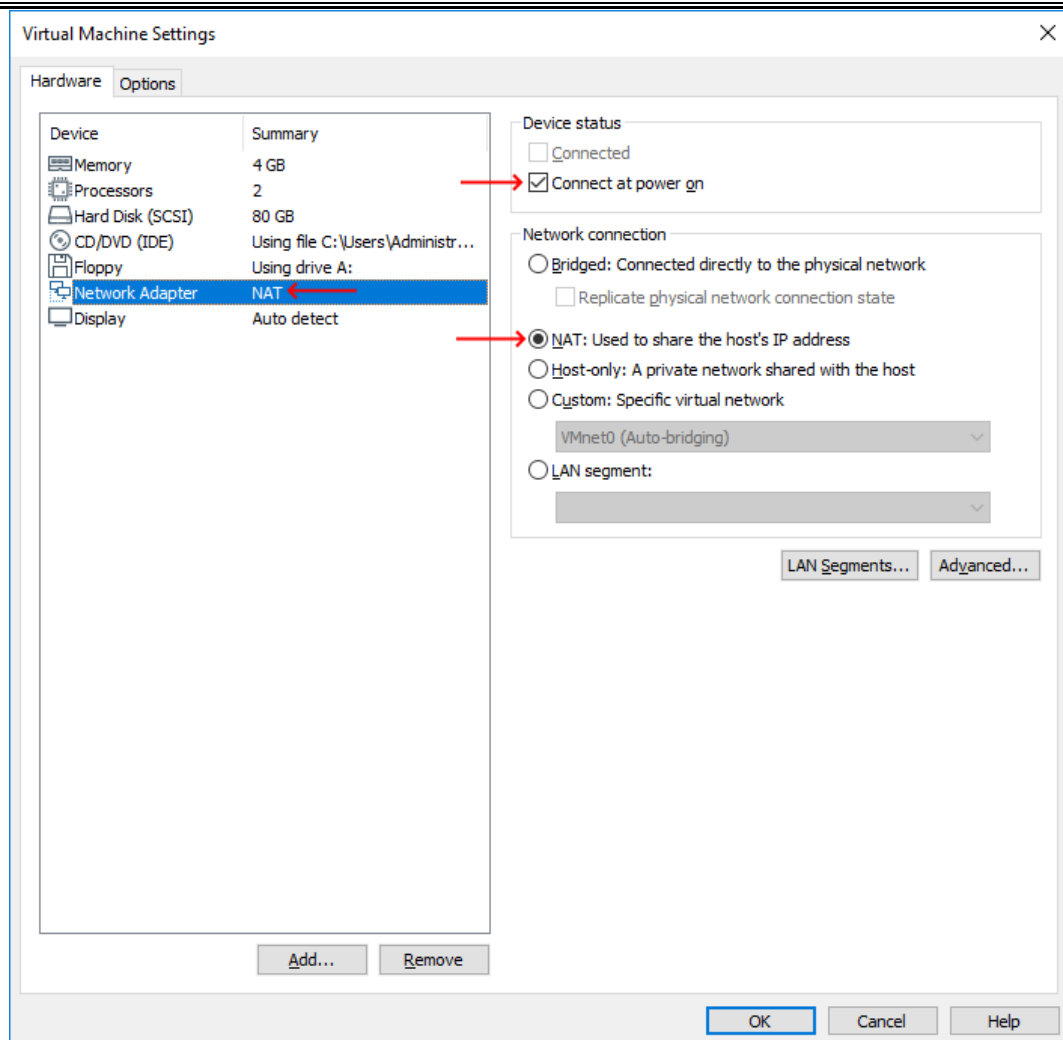 Virtual Machine Settings
Hardware Options
Device Summary
Memory 4 GB
Processors 2
Hard Disk (SCSI) 80 GB
CD/DVD (IDE) Using file C:\Users\Administr...
Floppy Using drive A:
Network Adapter NAT
Display Auto detect
Add... Remove
Device status
Connected
Connect at power on
Network connection
Bridged: Connected directly to the physical network
Replicate physical network connection state
NAT: Used to share the host's IP address
Host-only: A private network shared with the host
Custom: Specific virtual network
VMnet0 (Auto-bridging)
LAN segment:
LAN Segments... Advanced...
OK Cancel Help